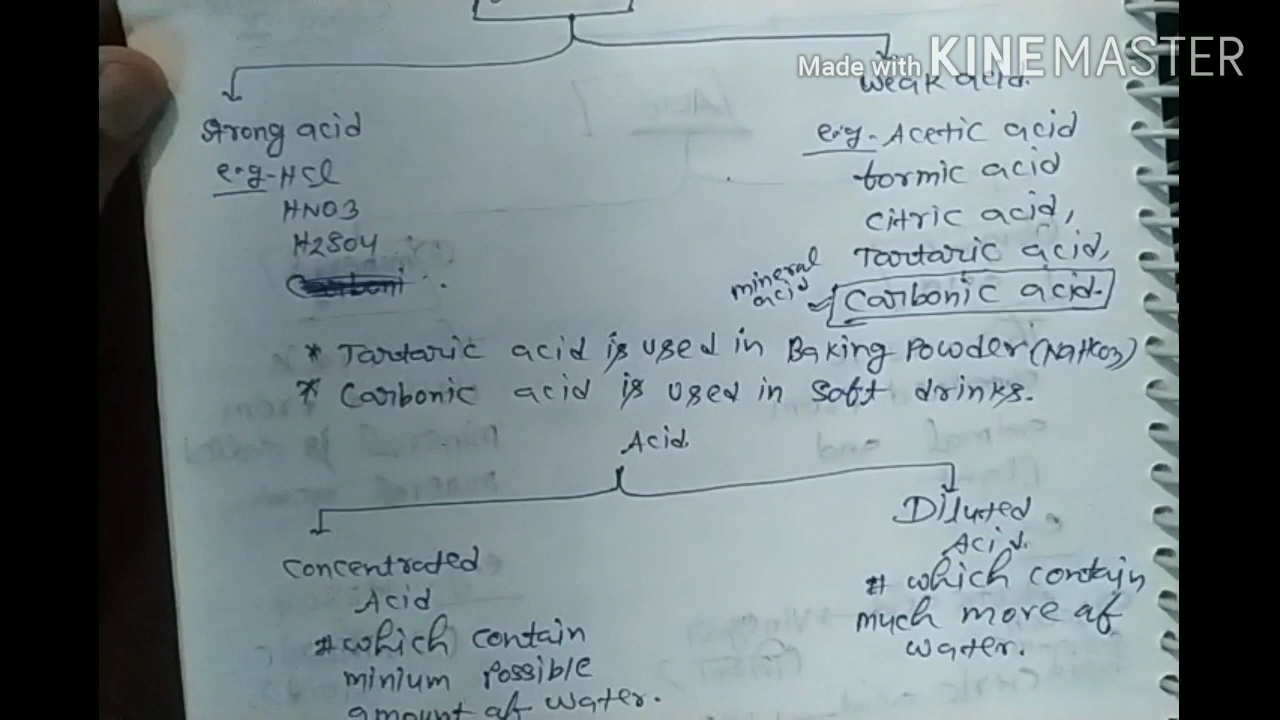 Made with KINEMASTER
Strong acid
e.g- HCl
HNO3
H2SO4
Weak acid.
e.g- Acetic acid
formic acid
citric acid,
Tartaric acid,
mineral
acid
Carbonic acid.
* Tartaric acid is used in Baking Powder (NaHCO3)
* Carbonic acid is used in soft drinks.
Acid.
Concentrated
Acid
# which contain
minium possible
amount of water.
Diluted
Acid.
# which contain
much more of
water.